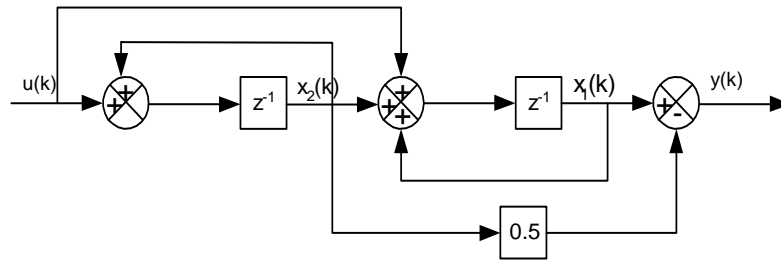 u(k)
+
+
z⁻¹
x₂(k)
+
+
+
z⁻¹
x₁(k)
+
-
y(k)
0.5